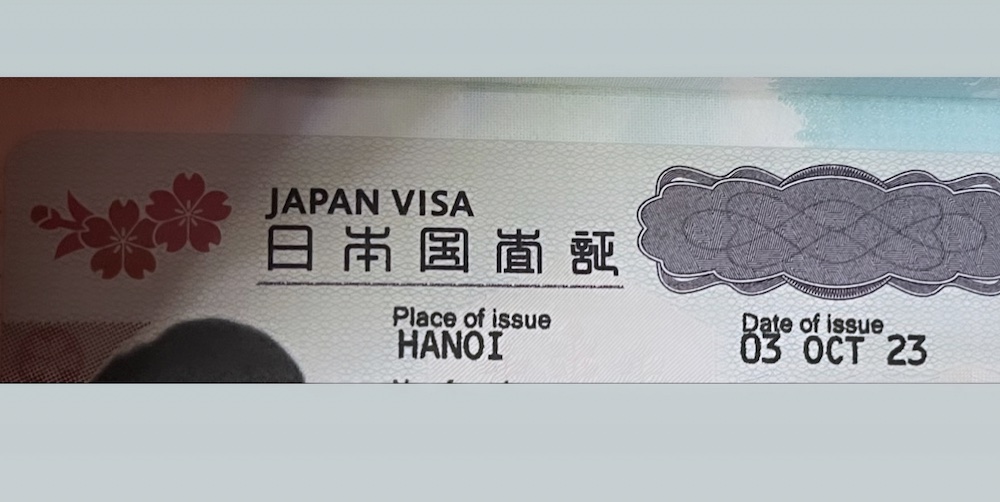 JAPAN VISA
日本国査証
Place of issue
HANOI
Date of issue
03 OCT 23